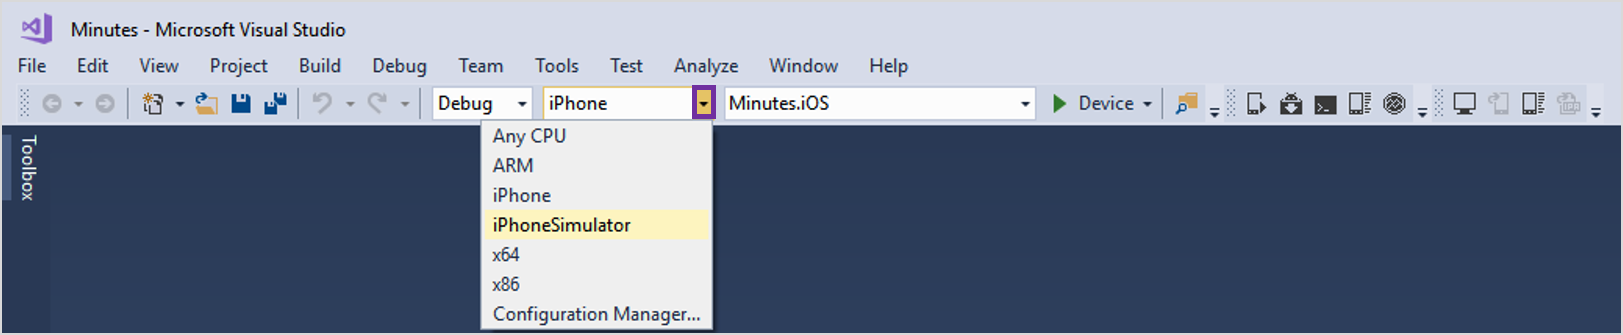 Minutes - Microsoft Visual Studio
File Edit View Project Build Debug Team Tools Test Analyze Window Help
Debug iPhone Minutes.iOS Device
Toolbox
Any CPU
ARM
iPhone
iPhoneSimulator
x64
x86
Configuration Manager...